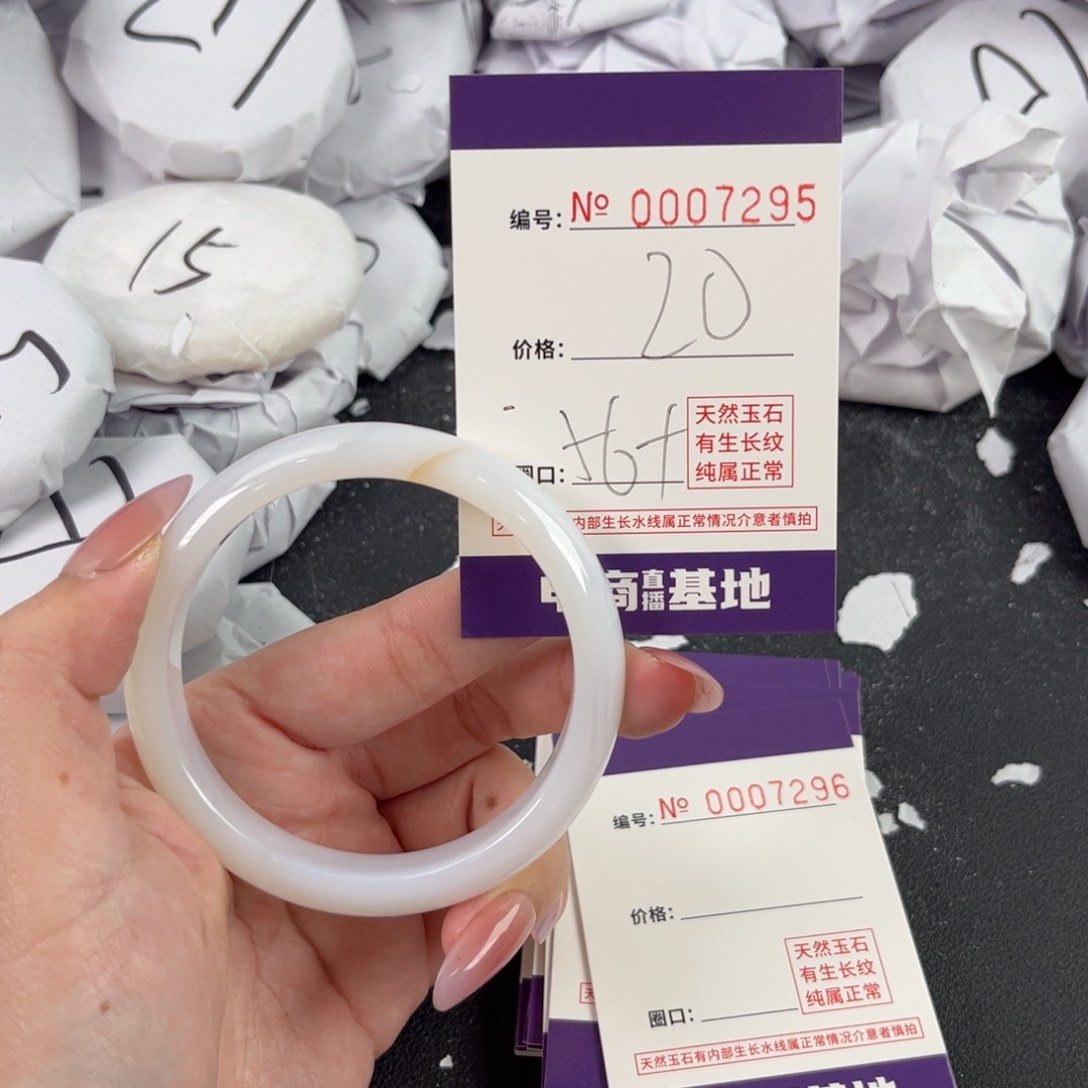 15
编号: № 0007295
20
价格:
56+
圈口:
天然玉石
有生长纹
纯属正常
内部生长水线属正常情况介意者慎拍
商直播基地
编号: № 0007296
价格:
天然玉石
有生长纹
纯属正常
圈口:
天然玉石有内部生长水线属正常情况介意者慎拍